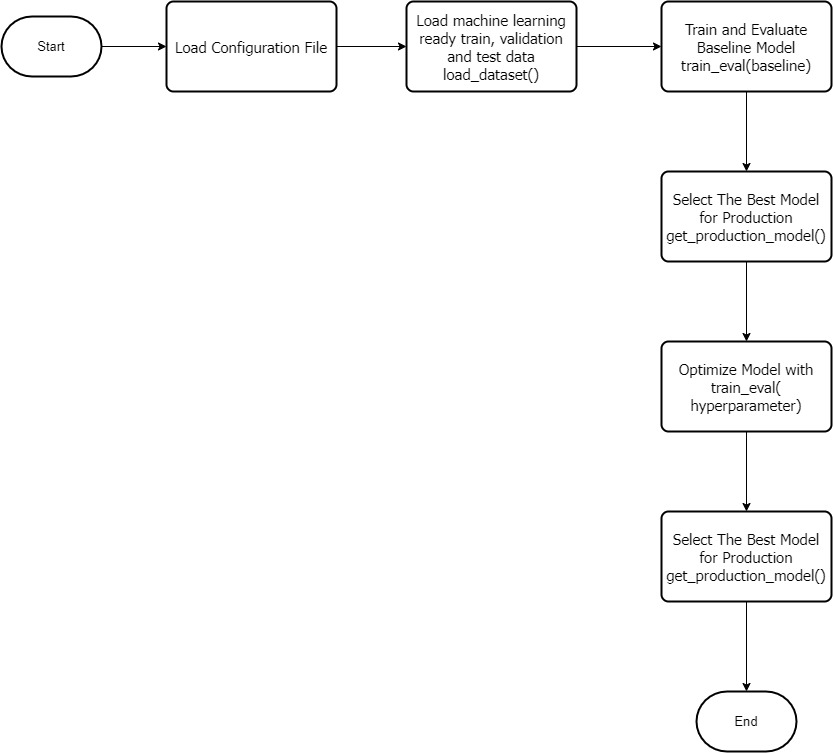 Start
Load Configuration File
Load machine learning
ready train, validation
and test data
load_dataset()
Train and Evaluate
Baseline Model
train_eval(baseline)
Select The Best Model
for Production
get_production_model()
Optimize Model with
train_eval(
hyperparameter)
Select The Best Model
for Production
get_production_model()
End